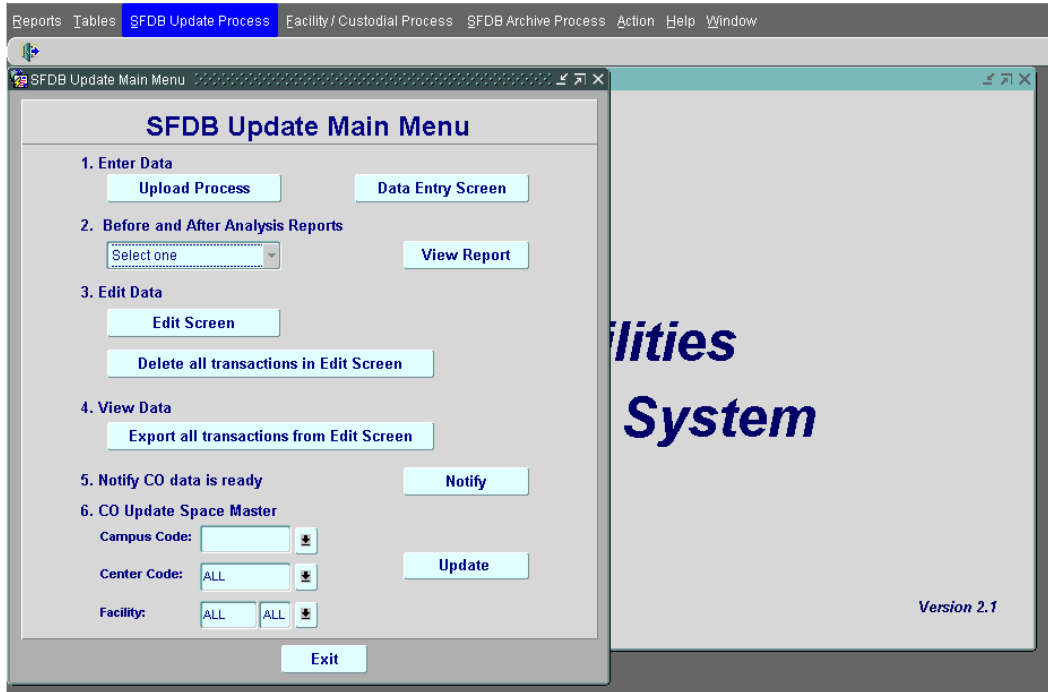 Reports Tables SFDB Update Process Facility / Custodial Process SFDB Archive Process Action Help Window
SFDB Update Main Menu
SFDB Update Main Menu
1. Enter Data
Upload Process Data Entry Screen
2. Before and After Analysis Reports
Select one View Report
3. Edit Data
Edit Screen
Delete all transactions in Edit Screen
4. View Data
Export all transactions from Edit Screen
5. Notify CO data is ready Notify
6. CO Update Space Master
Campus Code:
Center Code: ALL Update
Facility: ALL ALL
Exit
ilities
System
Version 2.1